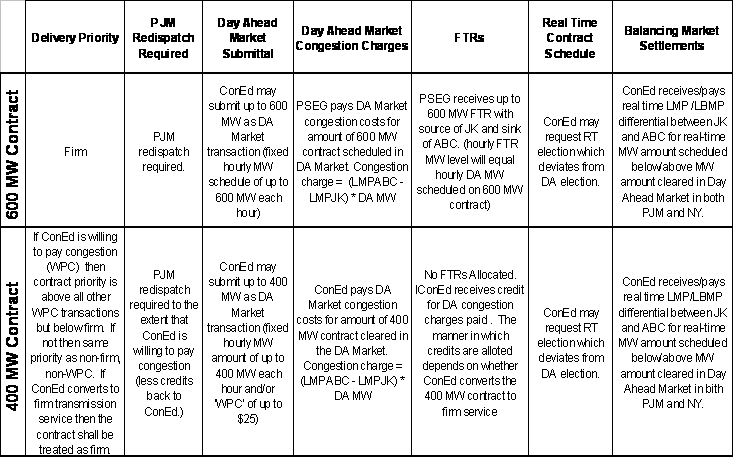 Delivery Priority
PJM
Redispatch
Required
Day Ahead
Market
Submittal
Day Ahead Market
Congestion Charges
FTRs
Real Time
Contract
Schedule
Balancing Market
Settlements
600 MW Contract
Firm
PJM
redispatch
required.
ConEd may
submit up to 600
MW as DA
Market
transaction (fixed
hourly MW
schedule of up to
600 MW each
hour)
PSEG pays DA Market
congestion costs for
amount of 600 MW
contract scheduled in
DA Market. Congestion
charge = (LMPABC -
LMPJK) * DA MW
PSEG receives up to
600 MW FTR with
source of JK and sink
of ABC. (hourly FTR
MW level will equal
hourly DA MW
scheduled on 600 MW
contract)
ConEd may
request RT
election which
deviates from
DA election.
ConEd receives/pays
real time LMP /LBMP
differential between JK
and ABC for real-time
MW amount scheduled
below/above MW
amount cleared in Day
Ahead Market in both
PJM and NY.
400 MW Contract
If ConEd is willing
to pay congestion
(WPC) then
contract priority is
above all other
WPC transactions
but below firm. If
not then same
priority as non-firm,
non-WPC. If
ConEd converts to
firm transmission
service then the
contract shall be
treated as firm.
PJM
redispatch
required to the
extent that
ConEd is
willing to pay
congestion
(less credits
back to
ConEd.)
ConEd may
submit up to 400
MW as DA
Market
transaction (fixed
hourly MW
amount of up to
400 MW each
hour and/or
'WPC' of up to
$25)
ConEd pays DA
Market congestion
costs for amount of 400
MW contract cleared in
the DA Market.
Congestion charge =
(LMPABC - LMPJK) *
DA MW
No FTRs Allocated.
lConEd receives credit
for DA congestion
charges paid . The
manner in which
credits are alloted
depends on whether
ConEd converts the
400 MW contract to
firm service
ConEd may
request RT
election which
deviates from
DA election.
ConEd receives/pays
real time LMP/LBMP
differential between JK
and ABC for real-time
MW amount scheduled
below/above MW
amount cleared in Day
Ahead Market in bith
PJM and NY.